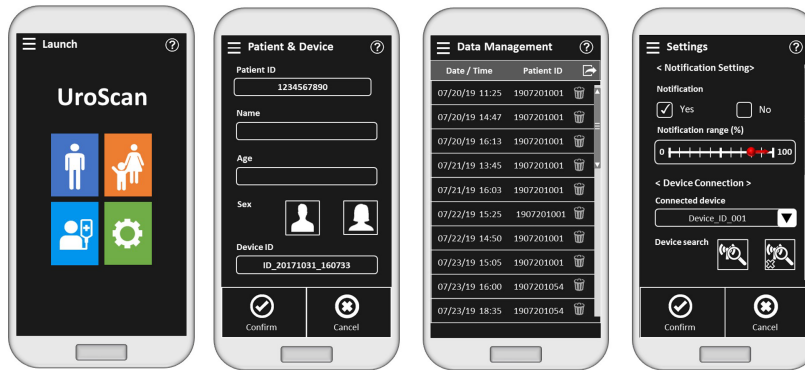 Launch
?
UroScan
Patient & Device
?
Patient ID
1234567890
Name
Age
Sex
Device ID
ID_20171031_160733
Confirm Cancel
Data Management
?
Date / Time Patient ID
07/20/19 11:25 1907201001
07/20/19 14:47 1907201001
07/20/19 16:13 1907201001
07/21/19 13:45 1907201001
07/21/19 16:03 1907201001
07/22/19 15:25 1907201001
07/22/19 14:50 1907201001
07/23/19 15:05 1907201001
07/23/19 16:00 1907201054
07/23/19 18:35 1907201054
Settings
?
< Notification Setting>
Notification
Yes No
Notification range (%)
0 100
< Device Connection >
Connected device
Device_ID_001
Device search
Confirm Cancel